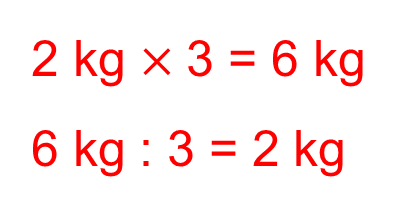 2 kg × 3 = 6 kg
6 kg : 3 = 2 kg